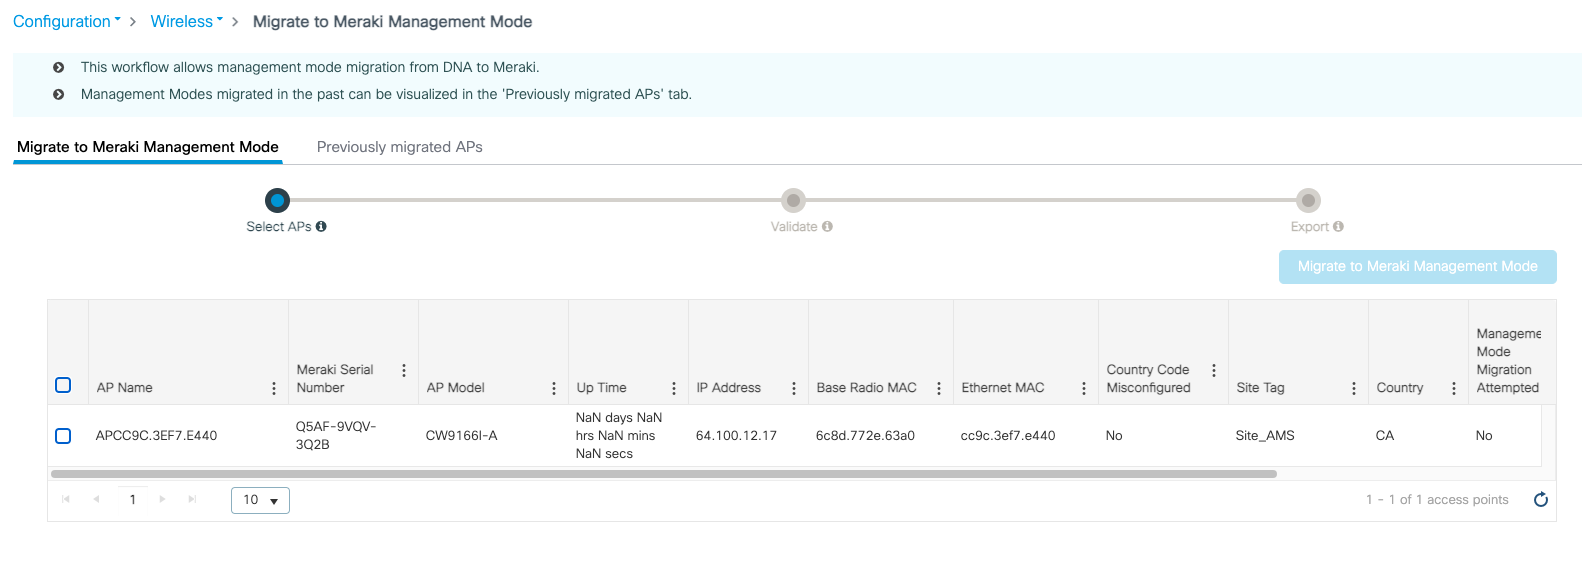 Configuration > Wireless > Migrate to Meraki Management Mode
This workflow allows management mode migration from DNA to Meraki.
Management Modes migrated in the past can be visualized in the 'Previously migrated APs' tab.
Migrate to Meraki Management Mode Previously migrated APs
Select APs Validate Export
Migrate to Meraki Management Mode
AP Name
Meraki Serial
Number
AP Model
Up Time
IP Address
Base Radio MAC
Ethernet MAC
Country Code
Misconfigured
Site Tag
Country
Manageme
Mode
Migration
Attempted
APCC9C.3EF7.E440
Q5AF-9VQV-
3Q2B
CW9166I-A
NaN days NaN
hrs NaN mins
NaN secs
64.100.12.17
6c8d.772e.63a0
cc9c.3ef7.e440
No
Site_AMS
CA
No
1 10 1 - 1 of 1 access points